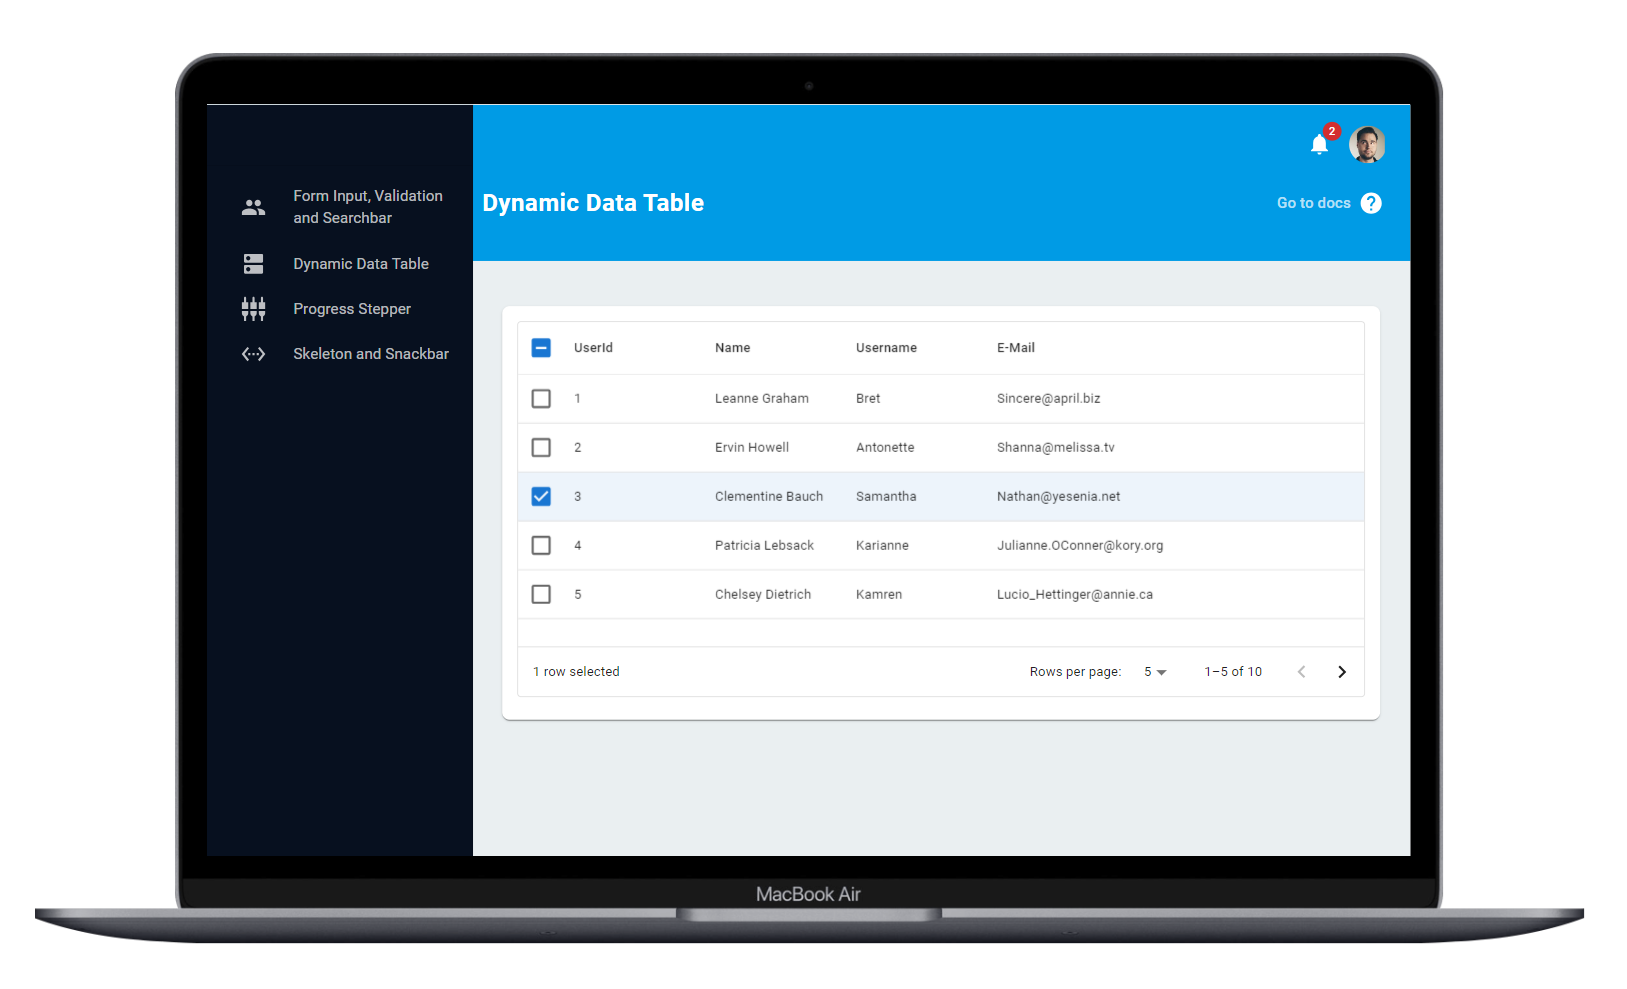 2
Form Input, Validation
and Searchbar
Dynamic Data Table
Progress Stepper
Skeleton and Snackbar
Dynamic Data Table
Go to docs ?
UserId Name Username E-Mail
1 Leanne Graham Bret Sincere@april.biz
2 Ervin Howell Antonette Shanna@melissa.tv
3 Clementine Bauch Samantha Nathan@yesenia.net
4 Patricia Lebsack Karianne Julianne.OConner@kory.org
5 Chelsey Dietrich Kamren Lucio_Hettinger@annie.ca
1 row selected Rows per page: 5 1–5 of 10
MacBook Air